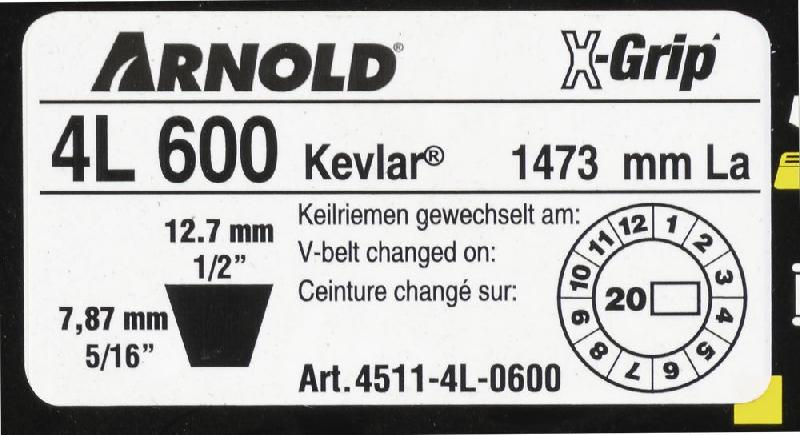 ARNOLD®
X-Grip
4L 600 Kevlar® 1473 mm La
12.7 mm
1/2”
7,87 mm
5/16”
Keilriemen gewechselt am:
V-belt changed on:
Ceinture changé sur:
1 2 3 4 5 6 7 8 9 10 11 12
20
Art.4511-4L-0600